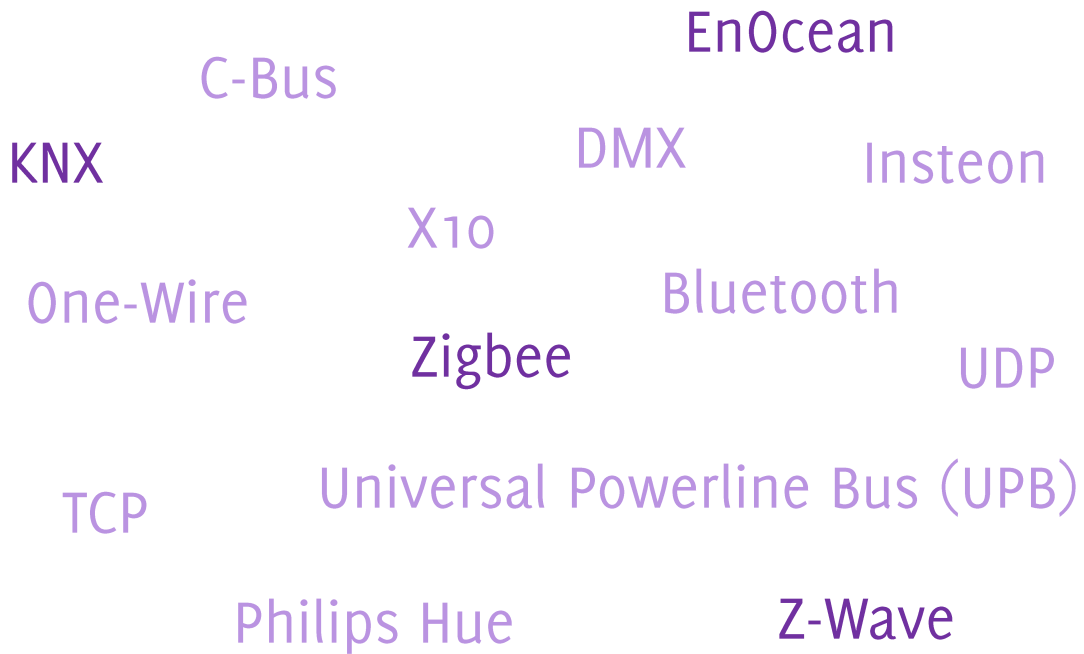 EnOcean
C-Bus
DMX
KNX
Insteon
X10
One-Wire
Bluetooth
Zigbee
UDP
Universal Powerline Bus (UPB)
TCP
Philips Hue
Z-Wave